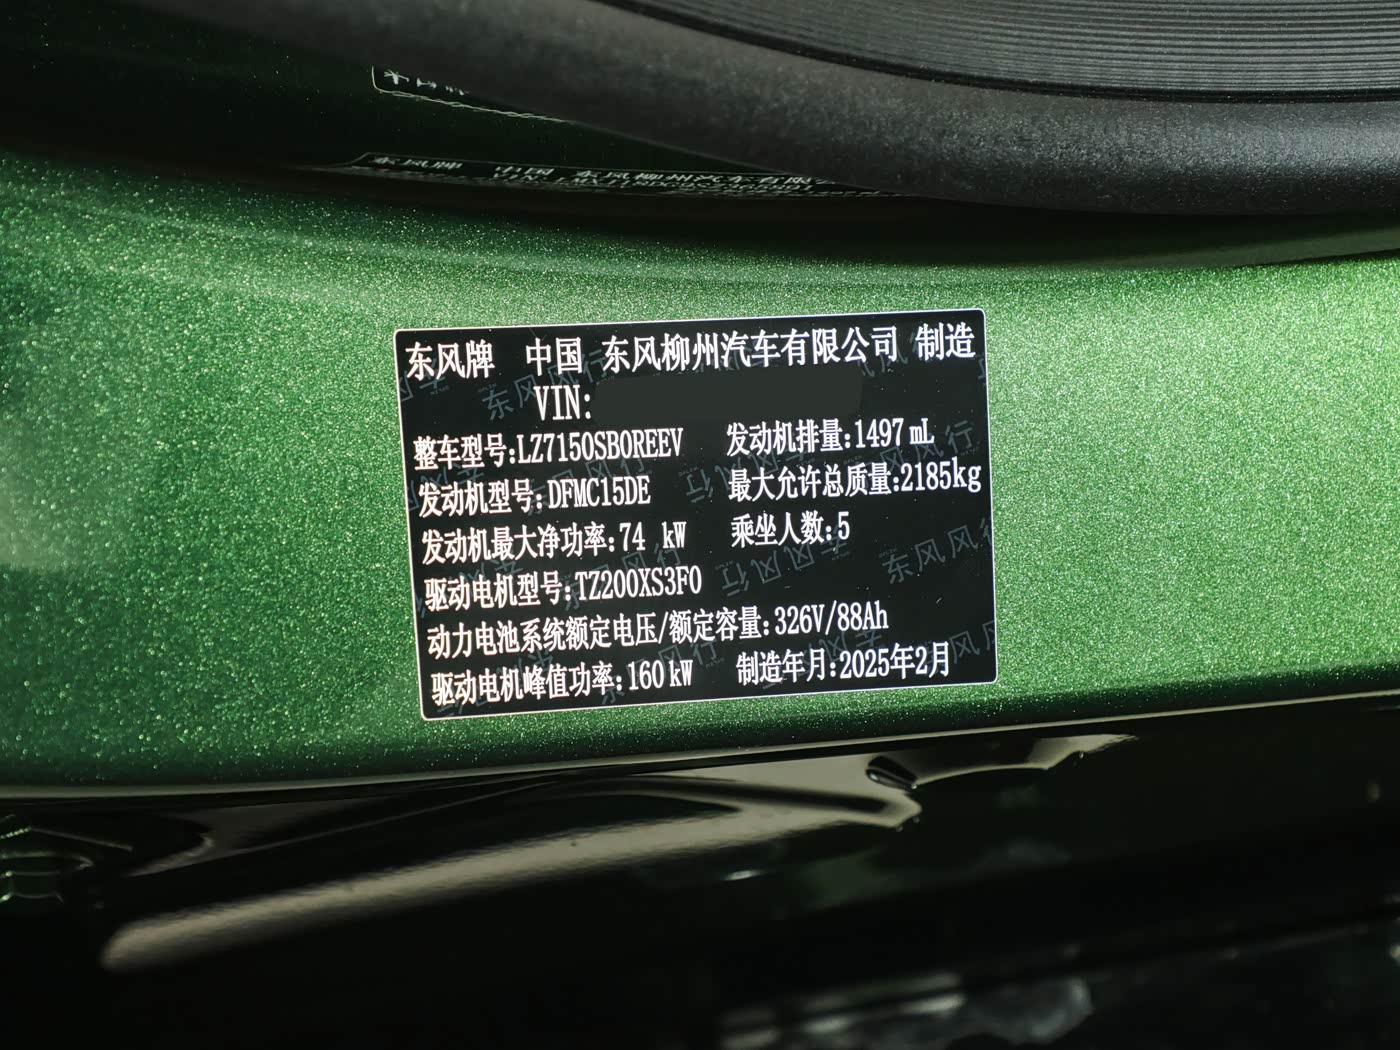 东风牌 中国 东风柳州汽车有限公司 制造
VIN:
整车型号:LZ7150SB0REEV 发动机排量:1497 mL
发动机型号:DFMC15DE 最大允许总质量:2185kg
发动机最大净功率:74 kW 乘坐人数:5
驱动电机型号:TZ200XS3F0
动力电池系统额定电压/额定容量:326V/88Ah
驱动电机峰值功率:160kW 制造年月:2025年2月